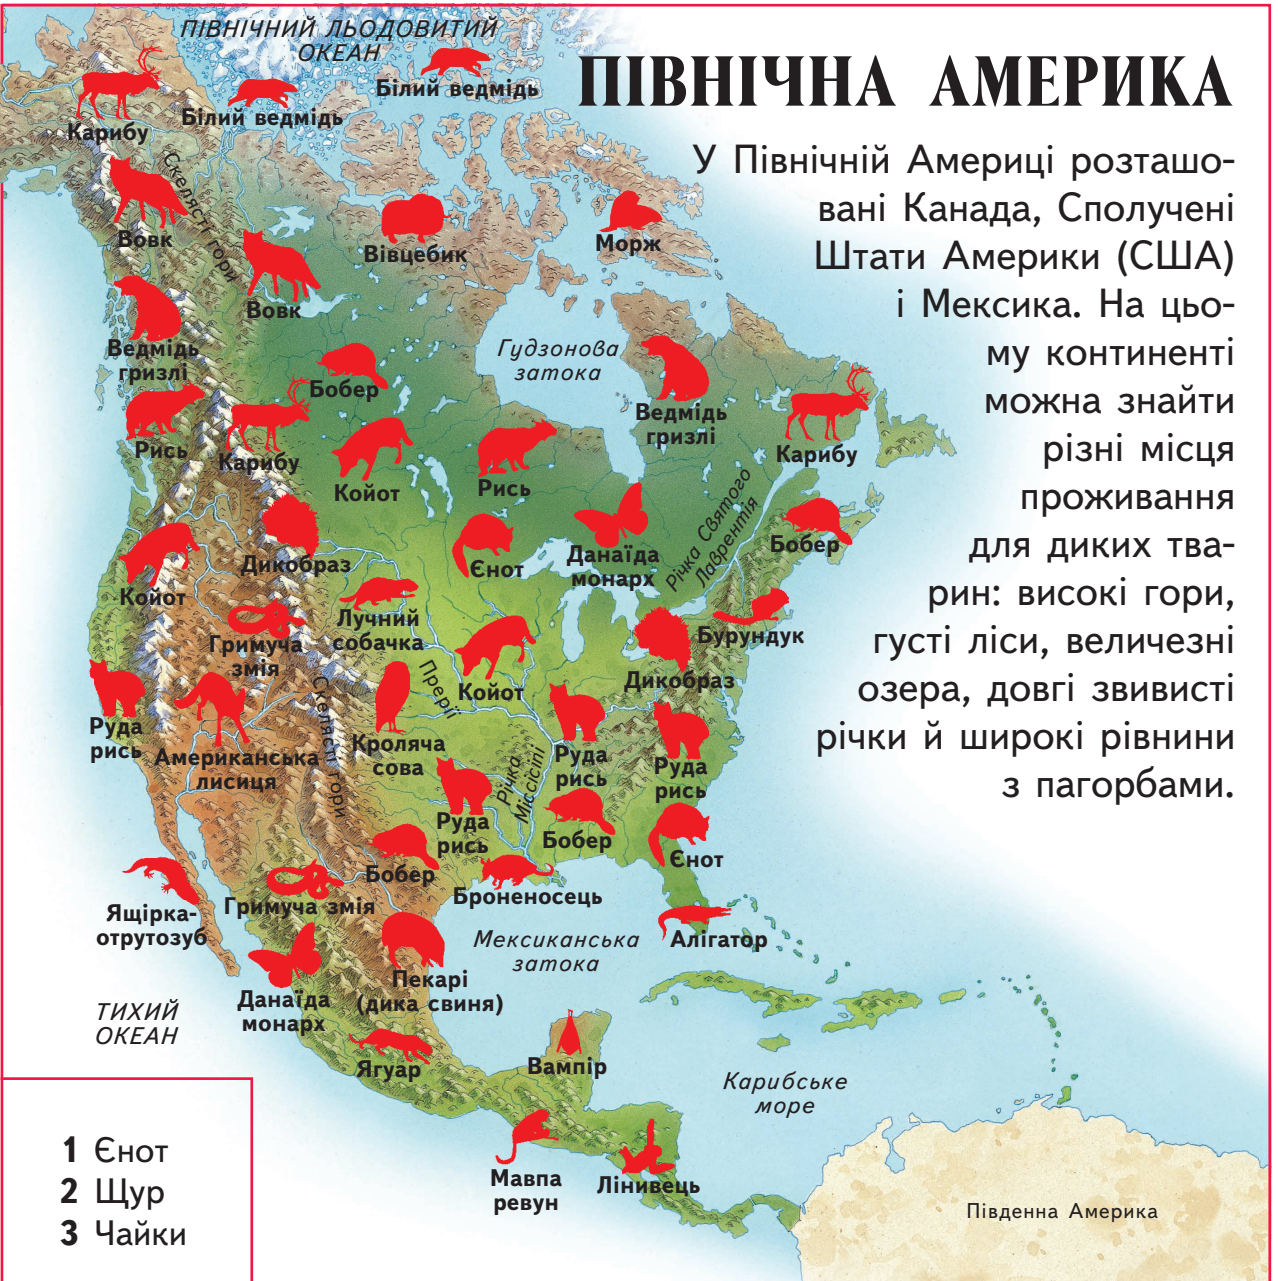 ПІВНІЧНИЙ ЛЬОДОВИТИЙ
ОКЕАН
ПІВНІЧНА АМЕРИКА
У Північній Америці розташо-
вані Канада, Сполучені
Штати Америки (США)
і Мексика. На цьо-
му континенті
можна знайти
різні місця
проживання
для диких тва-
рин: високі гори,
густі ліси, величезні
озера, довгі звивисті
річки й широкі рівнини
з пагорбами.
Білий ведмідь
Білий ведмідь
Карибу
Скелясті гори
Вовк
Вівцебик
Морж
Вовк
Ведмідь
гризлі
Гудзонова
затока
Бобер
Ведмідь
гризлі
Рись
Карибу
Карибу
Койот
Рись
Річка Святого
Лаврентія
Дикобраз
Єнот
Данаїда
монарх
Бобер
Койот
Лучний
собачка
Гримуча
змія
Бурундук
Прерії
Койот
Дикобраз
Скелясті гори
Руда
рись
Американська
лисиця
Кроляча
сова
Річка
Міссісіпі
Руда
рись
Руда
рись
Руда
рись
Бобер
Єнот
Бобер
Броненосець
Ящірка-
отрутозуб
Гримуча змія
Мексиканська
затока
Алігатор
Данаїда
монарх
Пекарі
(дика свиня)
ТИХИЙ
ОКЕАН
Ягуар
Вампір
Карибське
море
Мавпа
ревун
Лінивець
Південна Америка
1 Єнот
2 Щур
3 Чайки